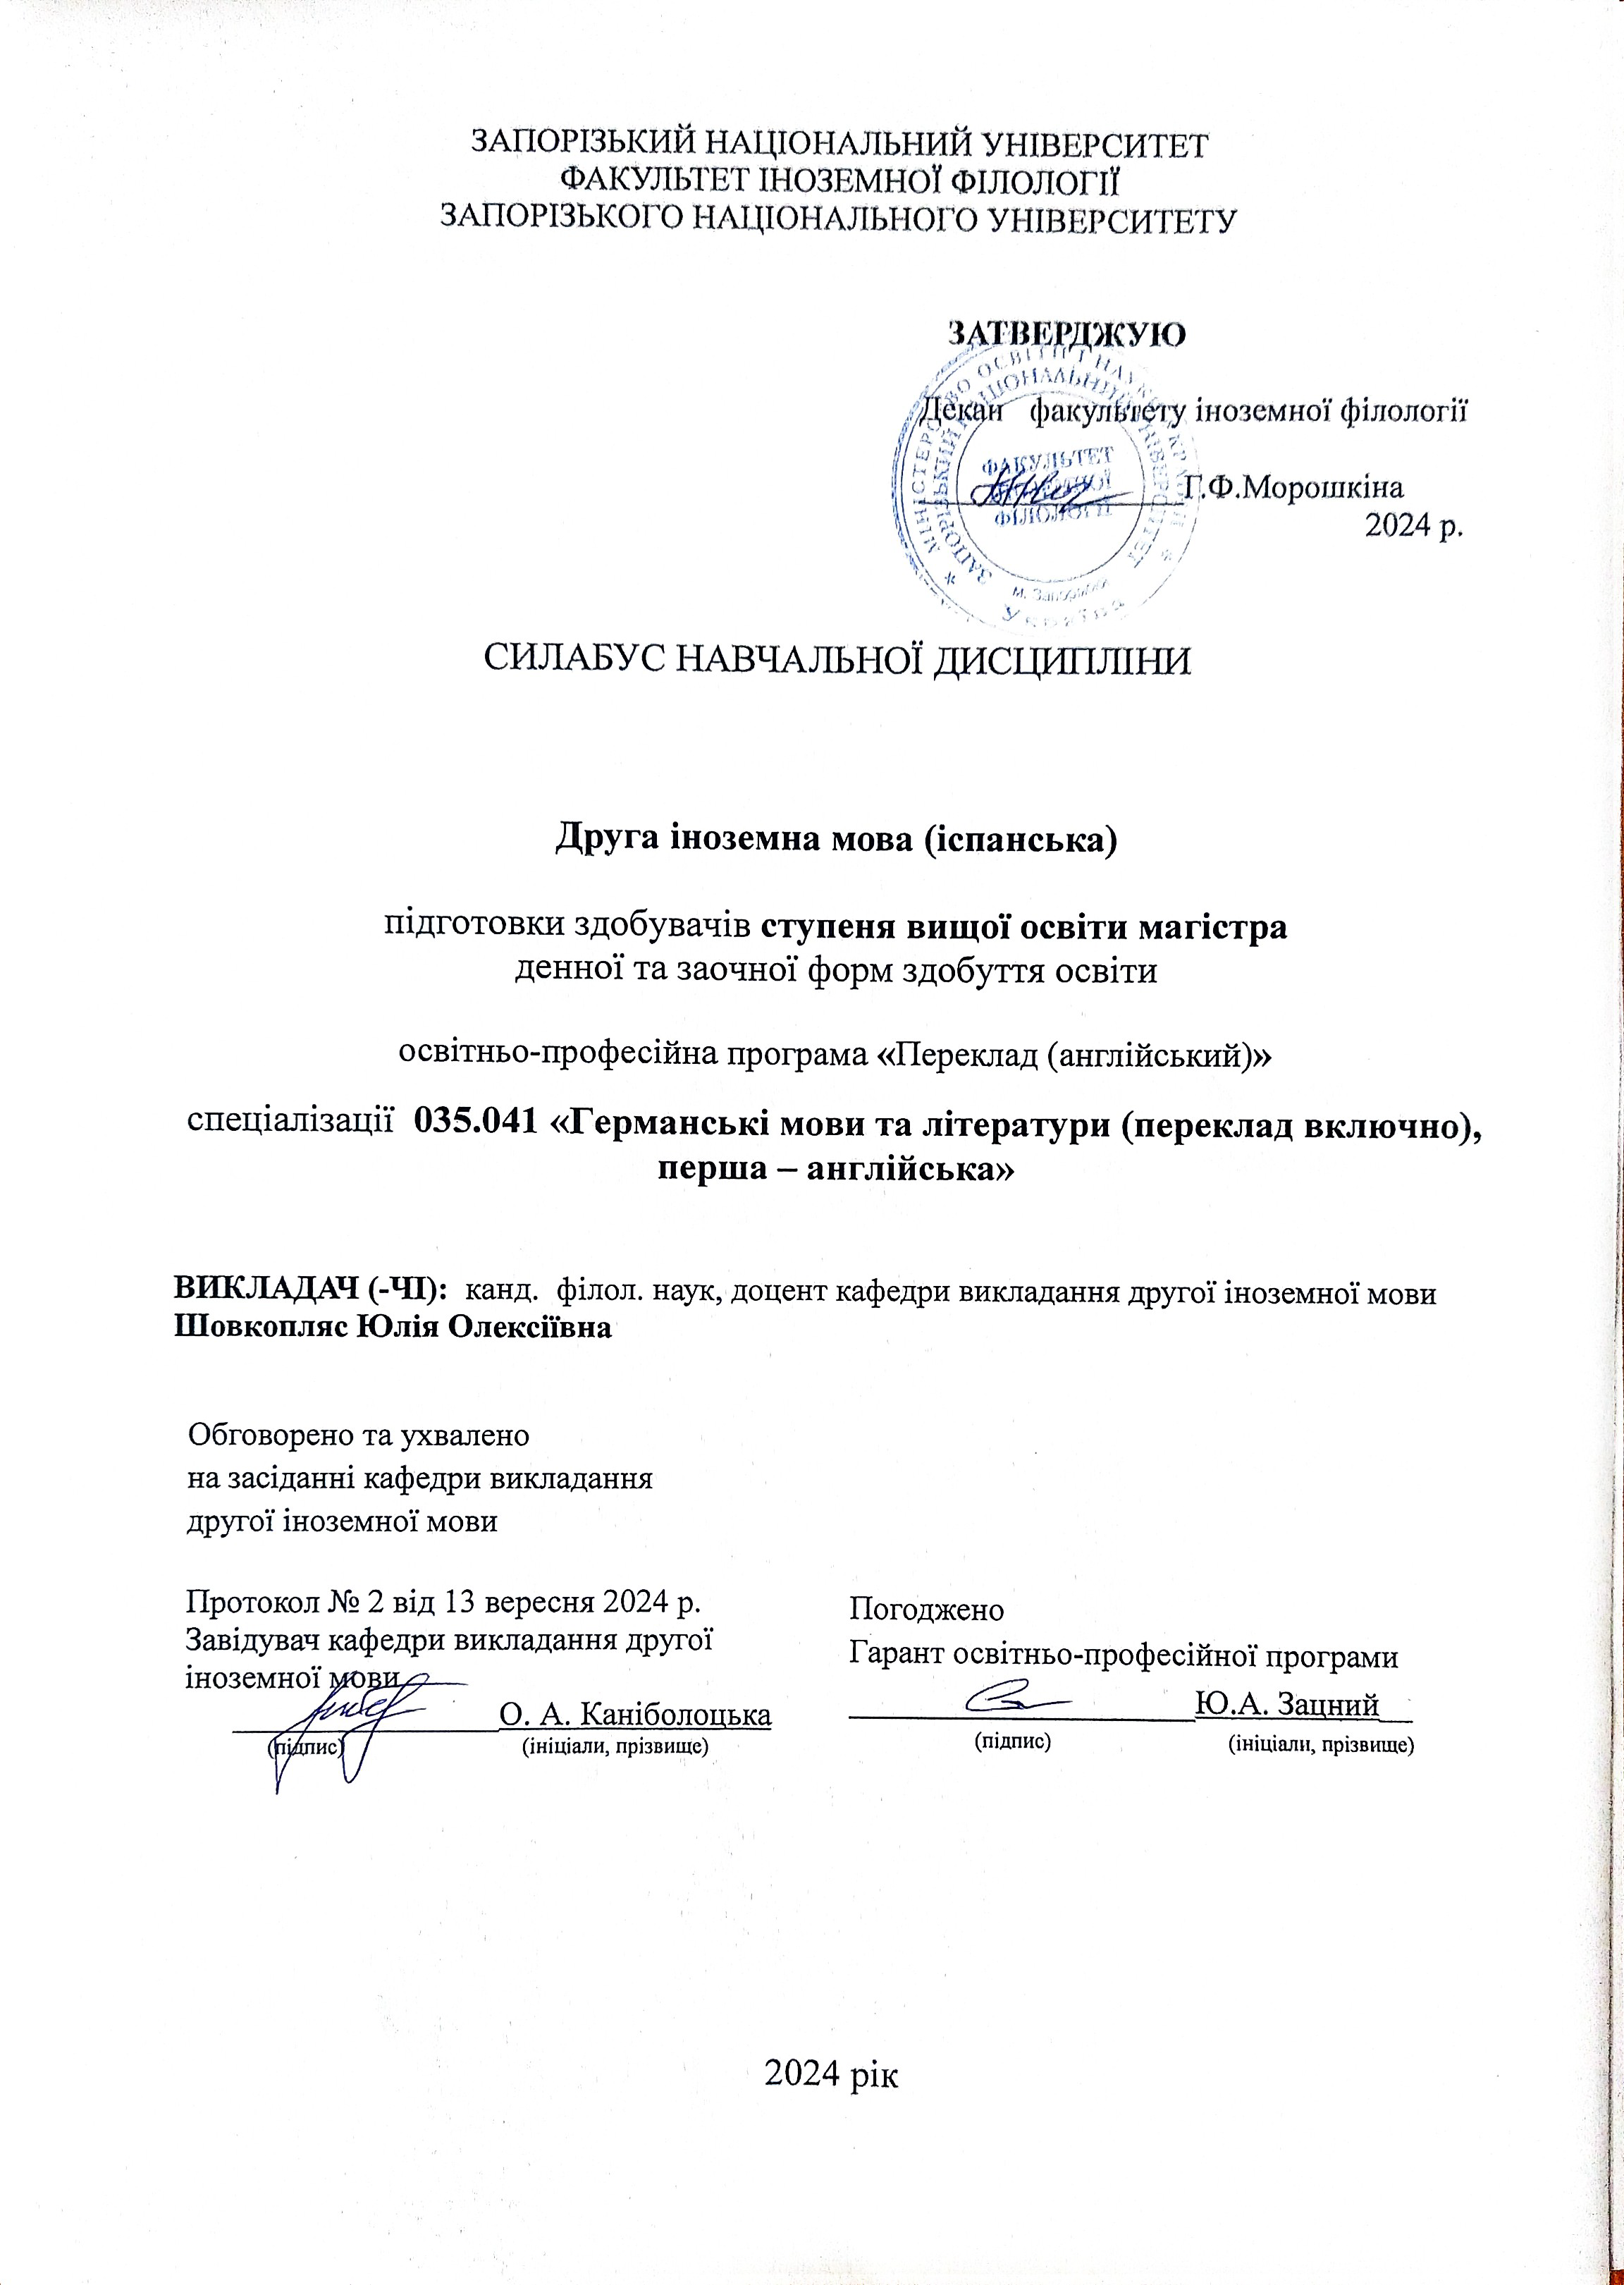 ЗАПОРІЗЬКИЙ НАЦІОНАЛЬНИЙ УНІВЕРСИТЕТ
ФАКУЛЬТЕТ ІНОЗЕМНОЇ ФІЛОЛОГІЇ
ЗАПОРІЗЬКОГО НАЦІОНАЛЬНОГО УНІВЕРСИТЕТУ
ЗАТВЕРДЖУЮ
Декан факультету іноземної філології
ФАКУЛЬТЕТ
ФІЛОЛОГІЇ
Г.Ф.Морошкіна
2024 р.
м. Запоріжжя
Україна
СИЛАБУС НАВЧАЛЬНОЇ ДИСЦИПЛІНИ
Друга іноземна мова (іспанська)
підготовки здобувачів ступеня вищої освіти магістра
денної та заочної форм здобуття освіти
освітньо-професійна програма «Переклад (англійський)»
спеціалізації 035.041 «Германські мови та літератури (переклад включно),
перша – англійська»
ВИКЛАДАЧ (-ЧІ): канд. філол. наук, доцент кафедри викладання другої іноземної мови
Шовкопляс Юлія Олексіївна
Обговорено та ухвалено
на засіданні кафедри викладання
другої іноземної мови
Протокол № 2 від 13 вересня 2024 р.
Завідувач кафедри викладання другої
іноземної мови
О. А. Каніболоцька
(підпис) (ініціали, прізвище)
Погоджено
Гарант освітньо-професійної програми
Ю.А. Зацний
(підпис) (ініціали, прізвище)
2024 рік